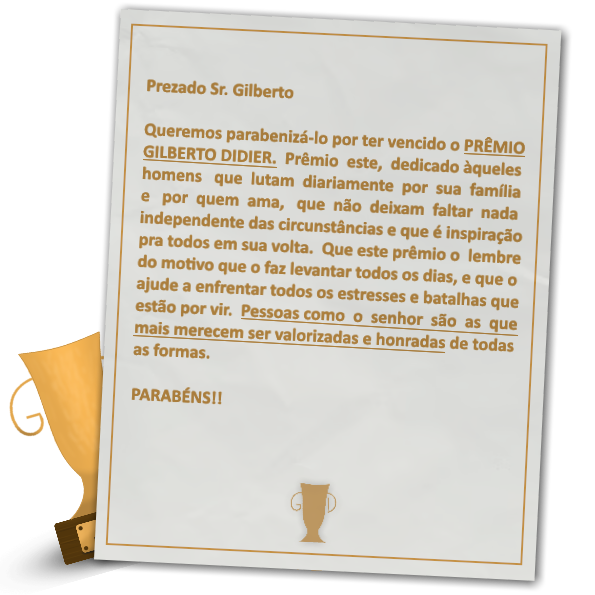 Prezado Sr. Gilberto
Queremos parabenizá-lo por ter vencido o PRÊMIO
GILBERTO DIDIER. Prêmio este, dedicado àqueles
homens que lutam diariamente por sua família
e por quem ama, que não deixam faltar nada
independente das circunstâncias e que é inspiração
pra todos em sua volta. Que este prêmio o lembre
do motivo que o faz levantar todos os dias, e que o
ajude a enfrentar todos os estresses e batalhas que
estão por vir. Pessoas como o senhor são as que
mais merecem ser valorizadas e honradas de todas
as formas.
PARABÉNS!!